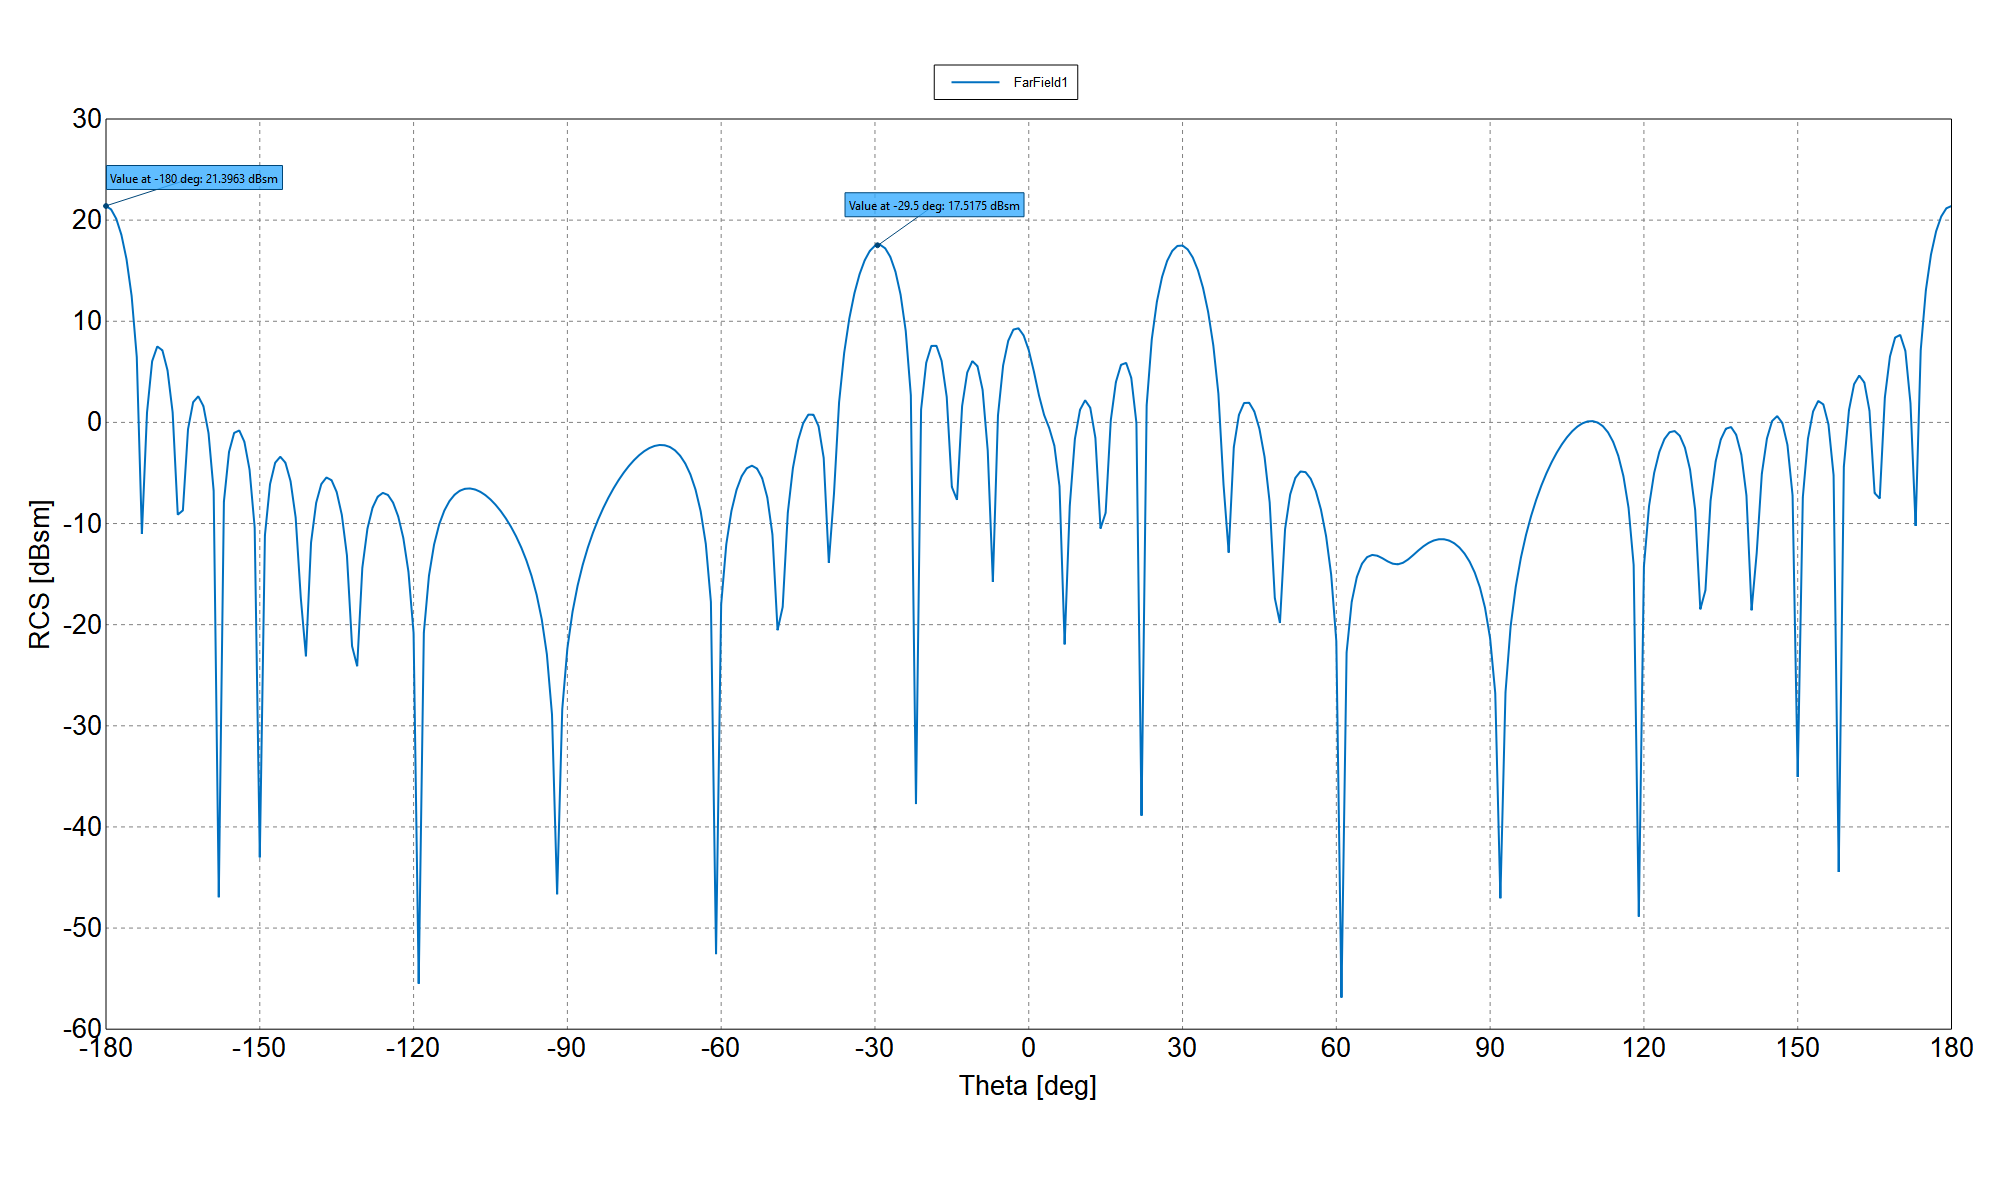 FarField1
30
Value at -180 deg: 21.3963 dBsm
Value at -29.5 deg: 17.5175 dBsm
20
10
0
-10
-20
-30
-40
-50
-60
RCS [dBsm]
-180 -150 -120 -90 -60 -30 0 30 60 90 120 150 180
Theta [deg]